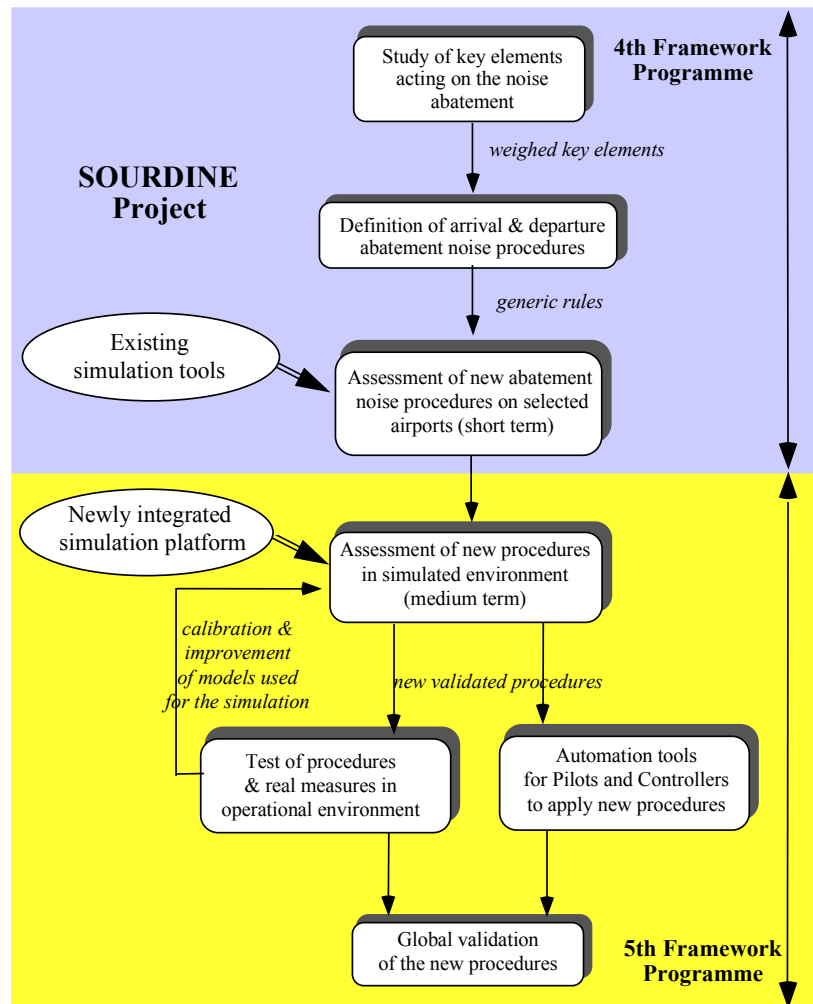 Study of key elements
acting on the noise
abatement
4th Framework
Programme
weighed key elements
SOURDINE
Project
Definition of arrival & departure
abatement noise procedures
generic rules
Existing
simulation tools
Assessment of new abatement
noise procedures on selected
airports (short term)
Newly integrated
simulation platform
Assessment of new procedures
in simulated environment
(medium term)
calibration &
improvement
of models used
for the simulation
new validated procedures
Test of procedures
& real measures in
operational environment
Automation tools
for Pilots and Controllers
to apply new procedures
Global validation
of the new procedures
5th Framework
Programme